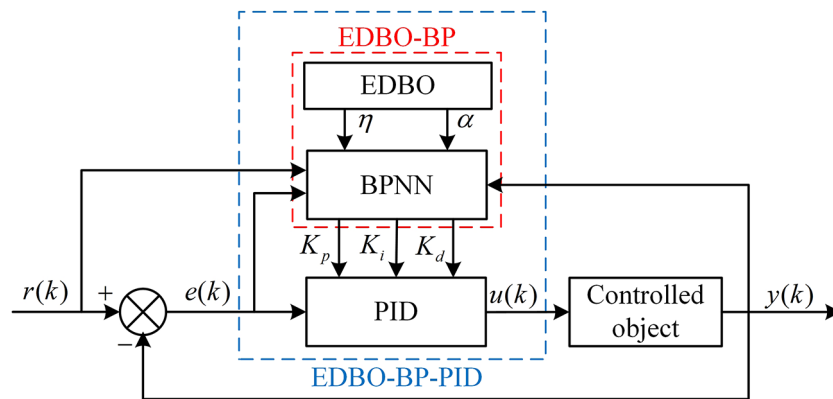 EDBO-BP
EDBO
η α
BPNN
K_p K_i K_d
r(k) + e(k) PID u(k) Controlled object y(k)
−
EDBO-BP-PID